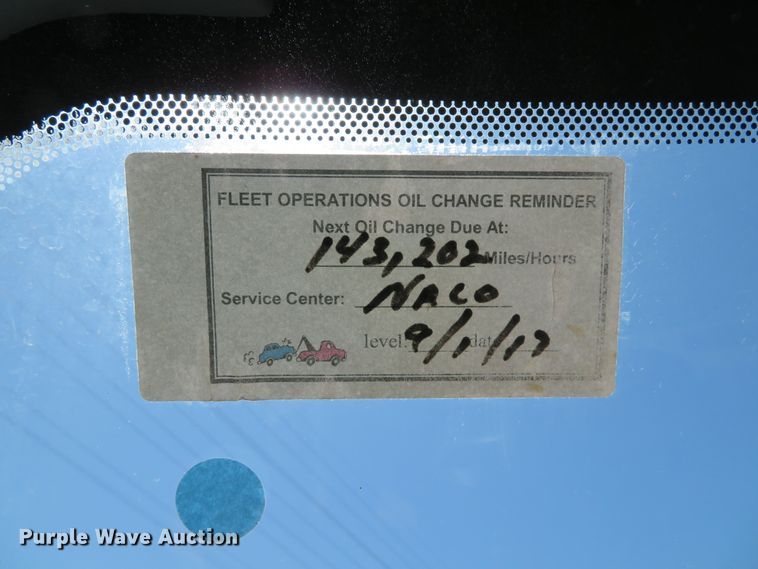 FLEET OPERATIONS OIL CHANGE REMINDER
Next Oil Change Due At:
143,202 Miles/Hours
Service Center: NACO
level: 9/1/17 date
Purple Wave Auction